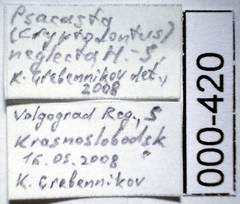 Psacasta
(Cryptodontus)
neglecta H.-S,
K. Grebennikov det.,
2008
Volgograd Reg., S
Krasnoslobodsk
16.05.2008
K. Grebennikov
000-420